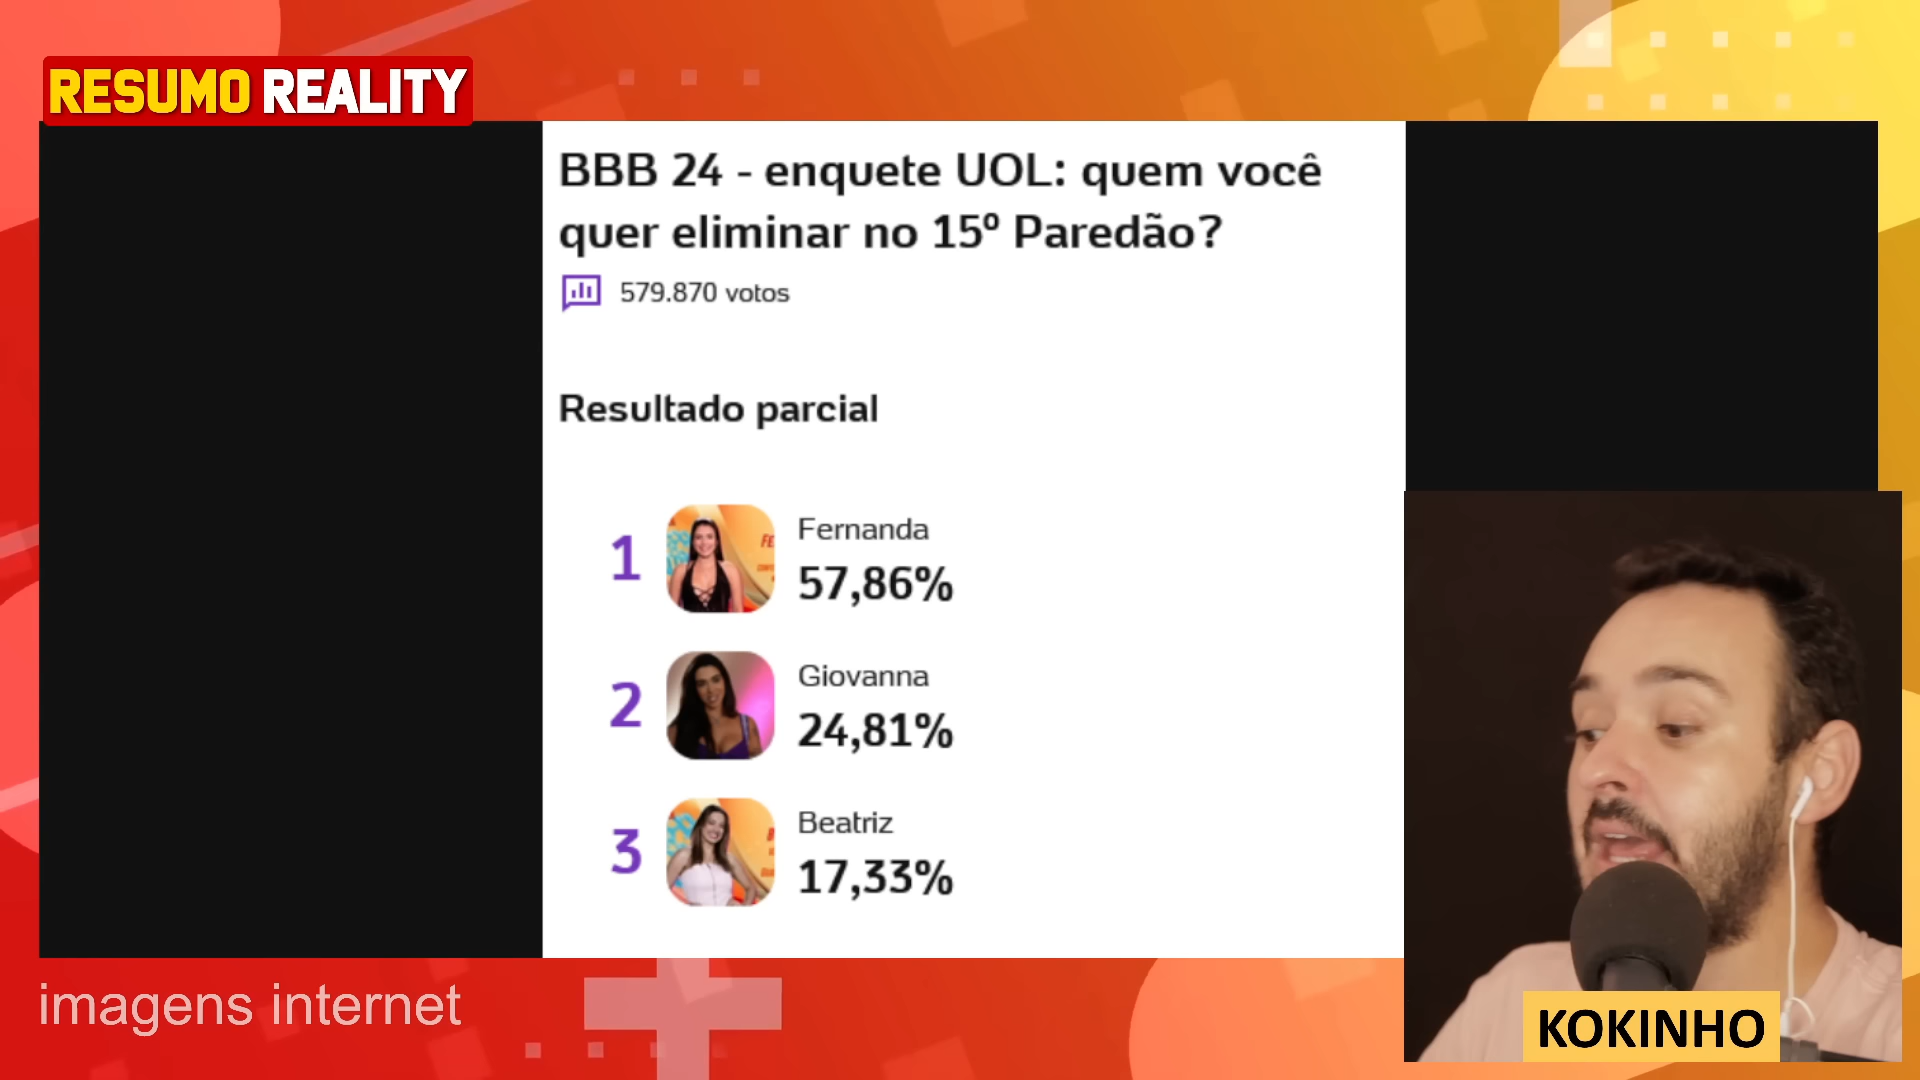 RESUMO REALITY
BBB 24 - enquete UOL: quem você
quer eliminar no 15º Paredão?
579.870 votos
Resultado parcial
1
Fernanda
57,86%
2
Giovanna
24,81%
3
Beatriz
17,33%
imagens internet
KOKINHO